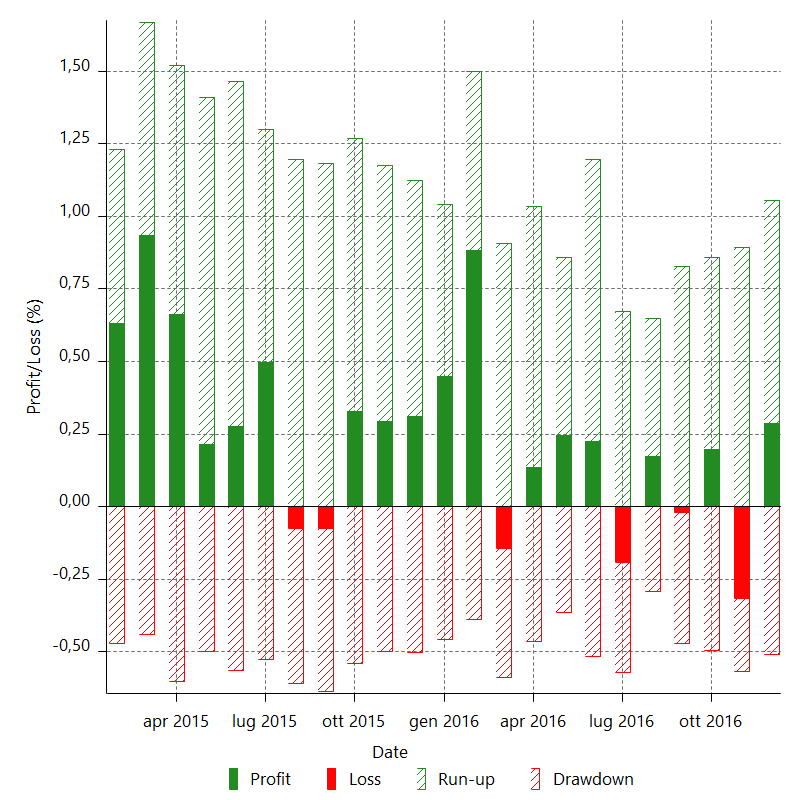 1,50
1,25
1,00
0,75
0,50
0,25
0,00
-0,25
-0,50
Profit/Loss (%)
apr 2015 lug 2015 ott 2015 gen 2016 apr 2016 lug 2016 ott 2016
Date
Profit Loss Run-up Drawdown